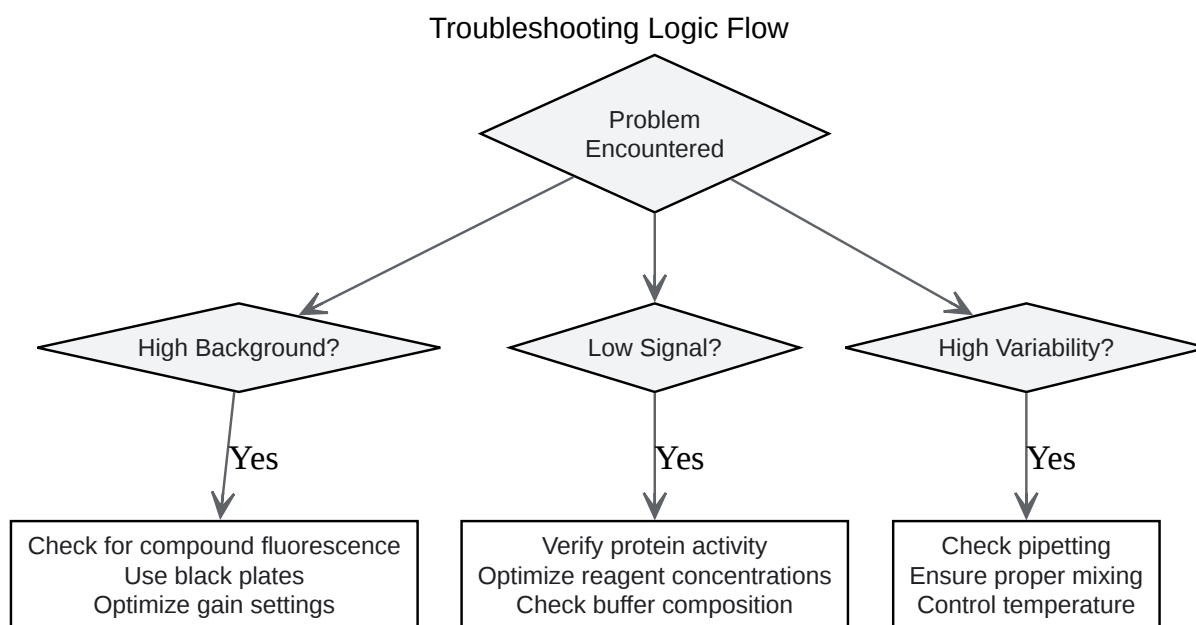 Troubleshooting Logic Flow
Problem
Encountered
High Background?
Low Signal?
High Variability?
Yes
Yes
Yes
Check for compound fluorescence
Use black plates
Optimize gain settings
Verify protein activity
Optimize reagent concentrations
Check buffer composition
Check pipetting
Ensure proper mixing
Control temperature